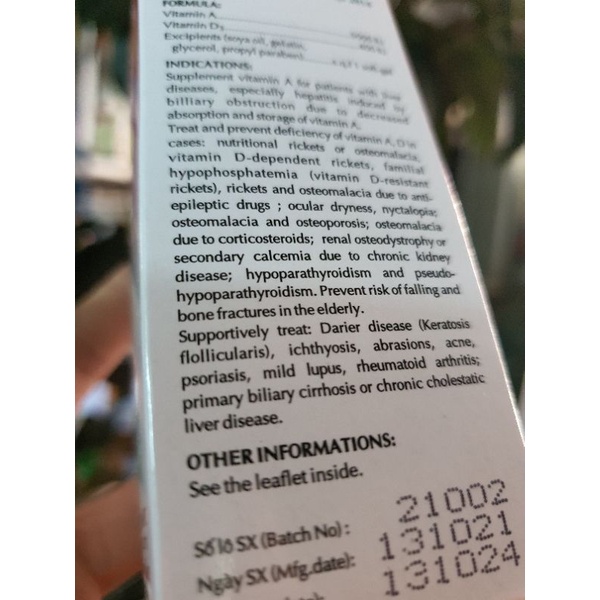 FORMULA:
Vitamin A
Vitamin D3
Excipients (soya oil, gelatin,
glycerol, propyl paraben)
INDICATIONS:
Supplement vitamin A for patients with liver
diseases, especially hepatitis induced by
billiary obstruction due to decreased
absorption and storage of vitamin A.
Treat and prevent deficiency of vitamin A, D in
cases: nutritional rickets or osteomalacia,
vitamin D-dependent rickets, familial
hypophosphatemia (vitamin D-resistant
rickets), rickets and osteomalacia due to anti-
epileptic drugs ; ocular dryness, nyctalopia;
osteomalacia and osteoporosis; osteomalacia
due to corticosteroids; renal osteodystrophy or
secondary calcemia due to chronic kidney
disease; hypoparathyroidism and pseudo-
hypoparathyroidism. Prevent risk of falling and
bone fractures in the elderly.
Supportively treat: Darier disease (Keratosis
flollicularis), ichthyosis, abrasions, acne,
psoriasis, mild lupus, rheumatoid arthritis;
primary biliary cirrhosis or chronic cholestatic
liver disease.
OTHER INFORMATIONS:
See the leaflet inside.
Số lô SX (Batch No) : 21002
Ngày SX (Mfg.date): 131021
131024